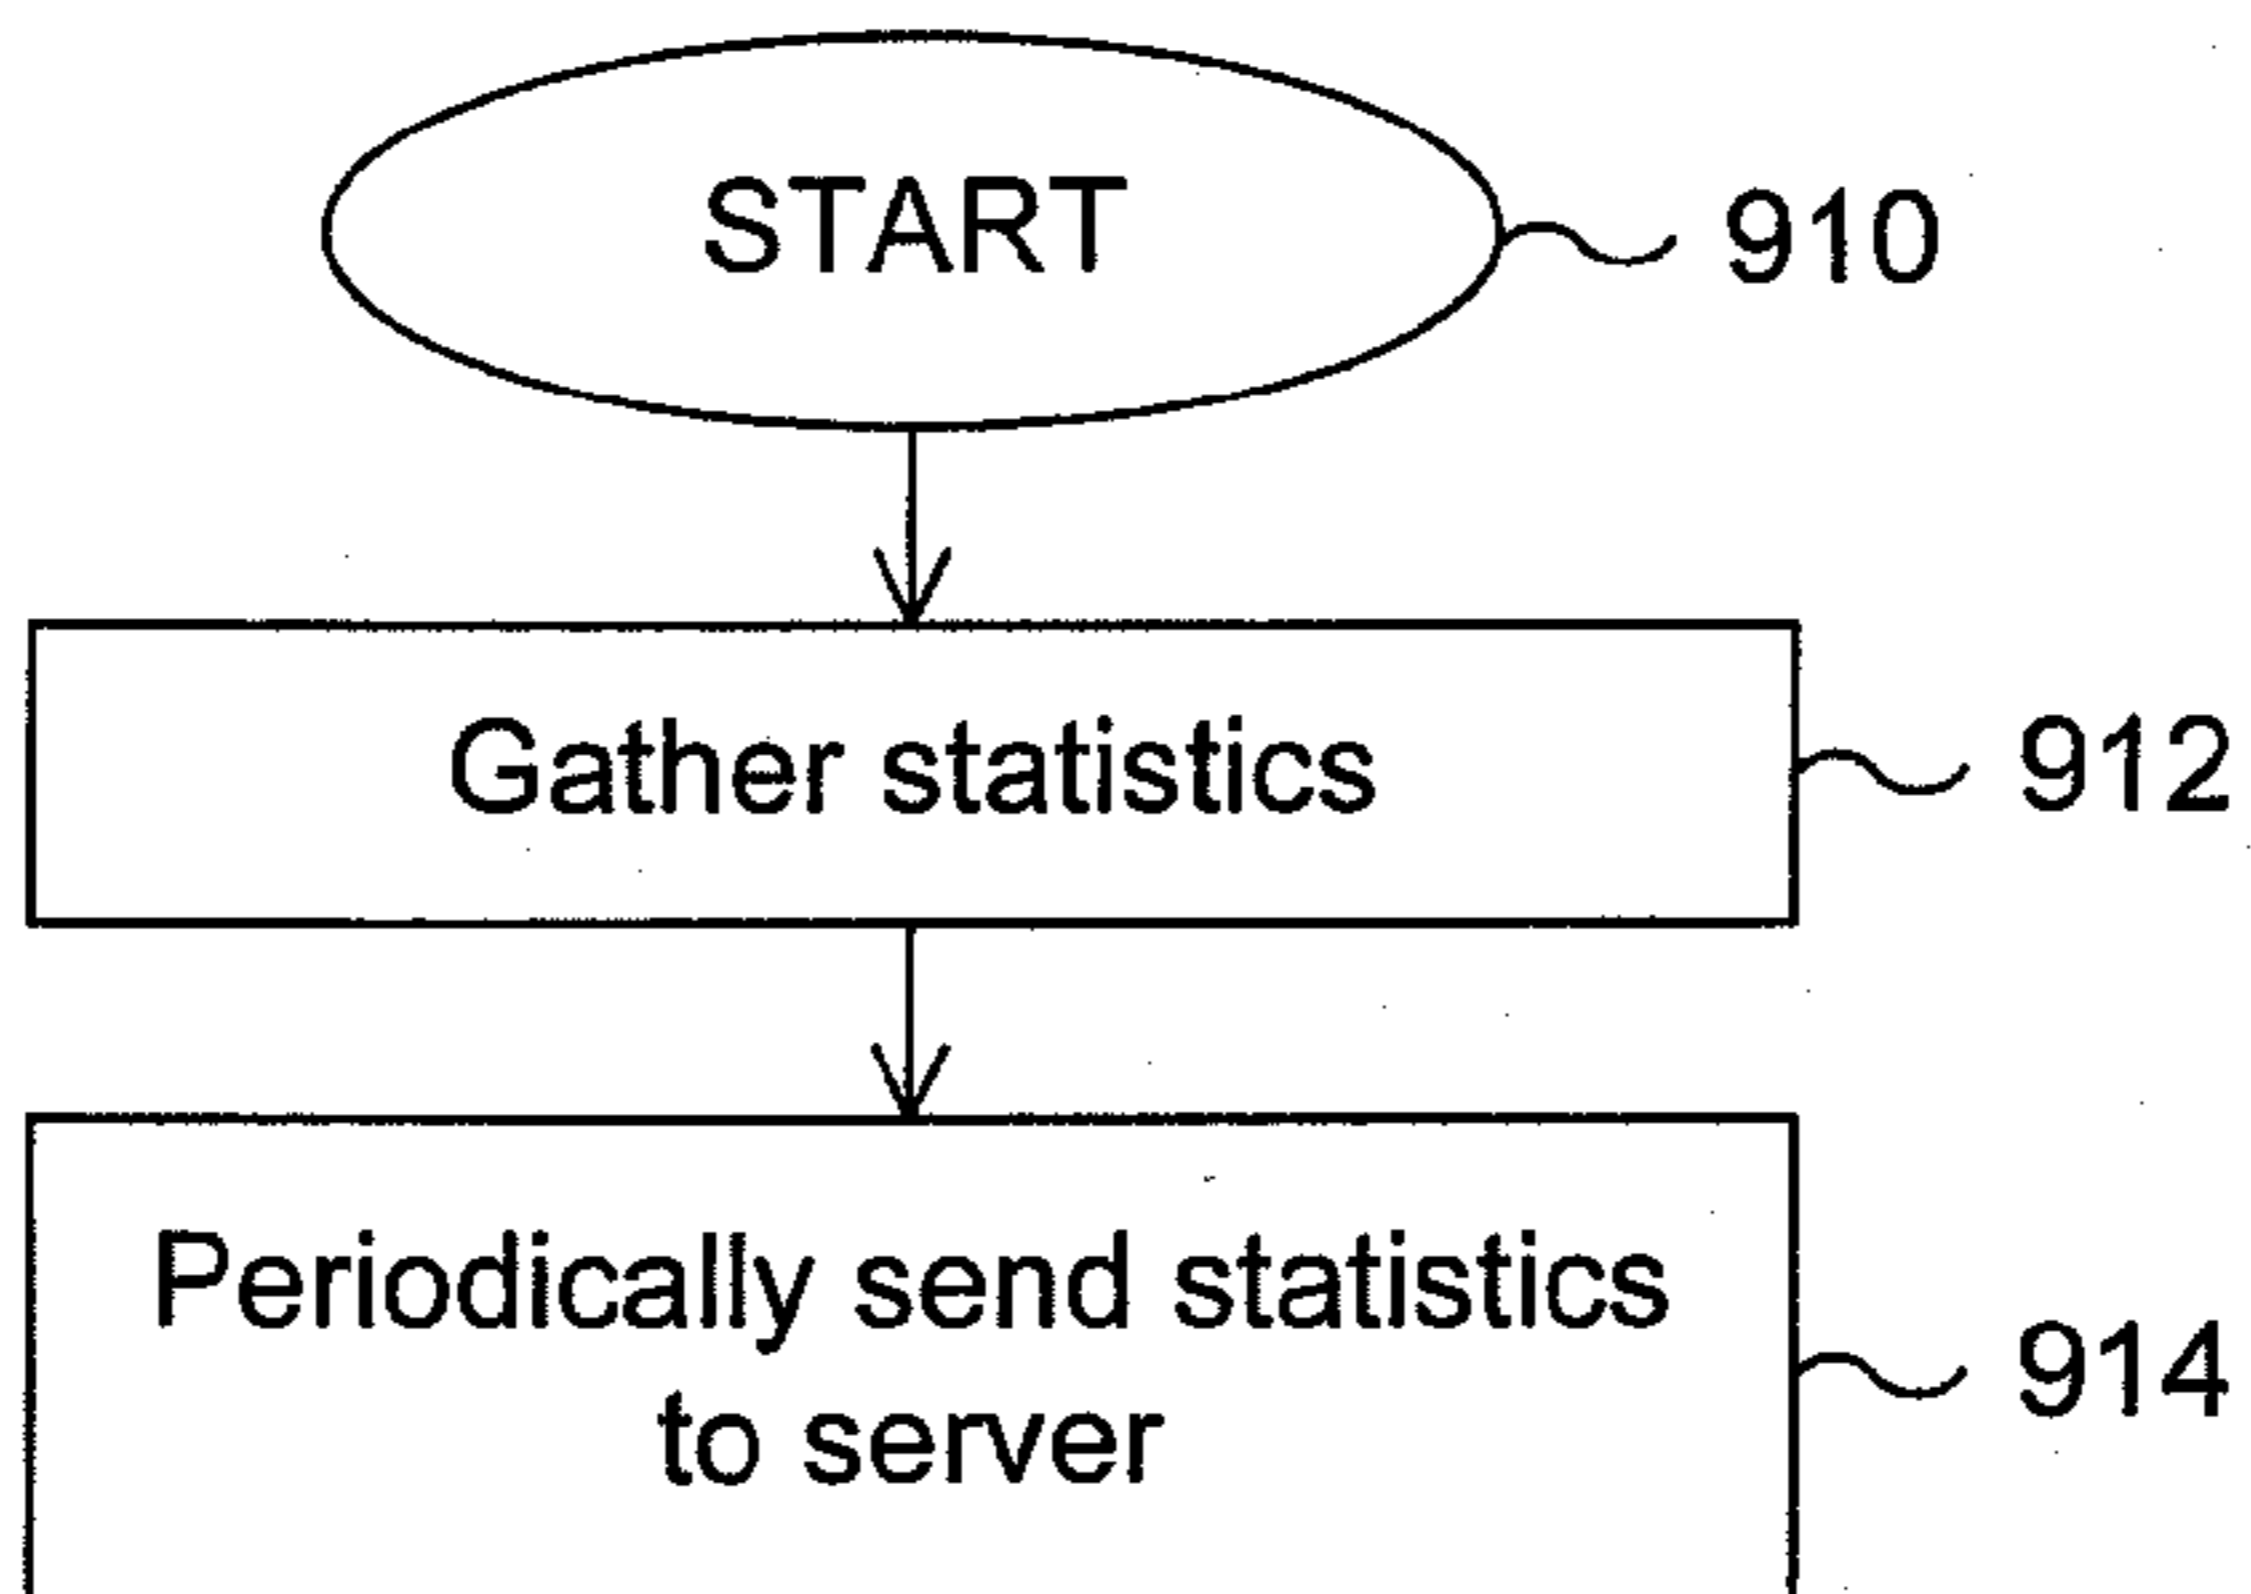 START
910
Gather statistics
912
Periodically send statistics
to server
914